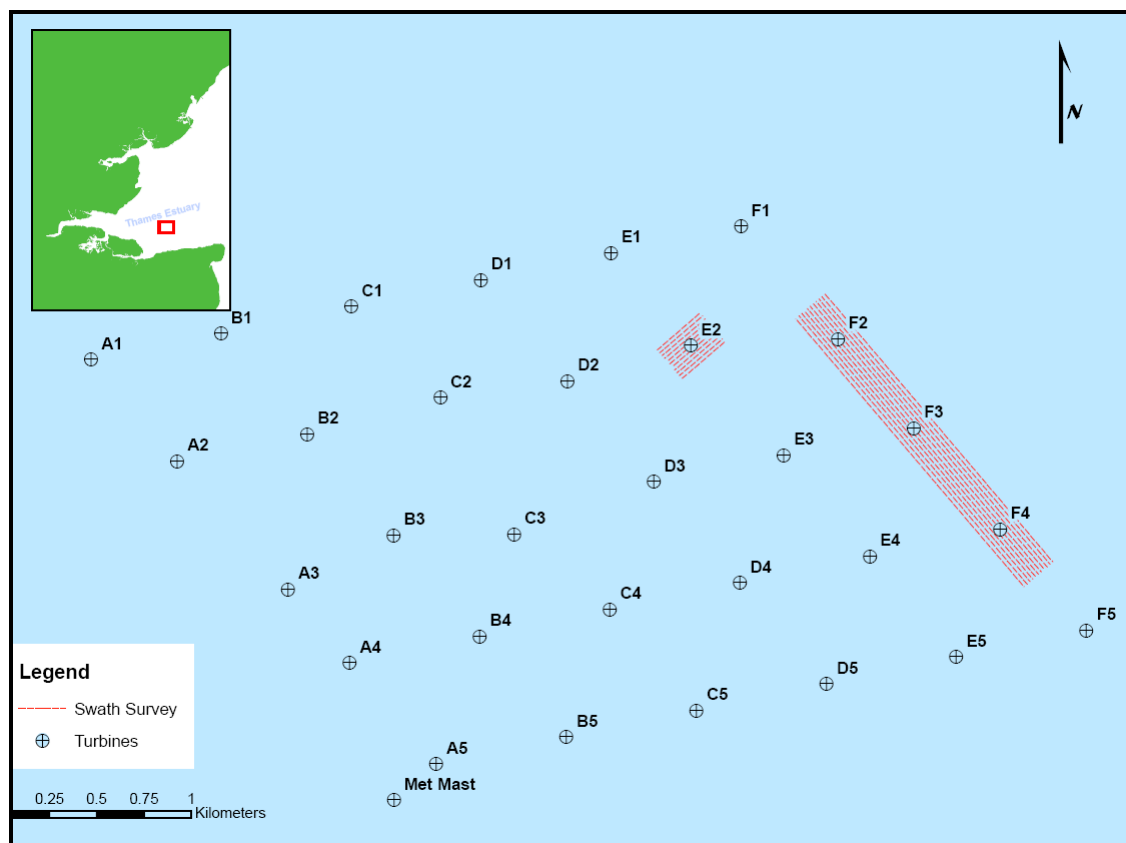 Thames Estuary
N
F1
E1
D1
C1
B1
A1
F2
E2
D2
C2
B2
A2
F3
E3
D3
C3
B3
A3
F4
E4
D4
C4
B4
A4
F5
E5
D5
C5
B5
A5
Met Mast
Legend
Swath Survey
Turbines
0.25 0.5 0.75 1
Kilometers